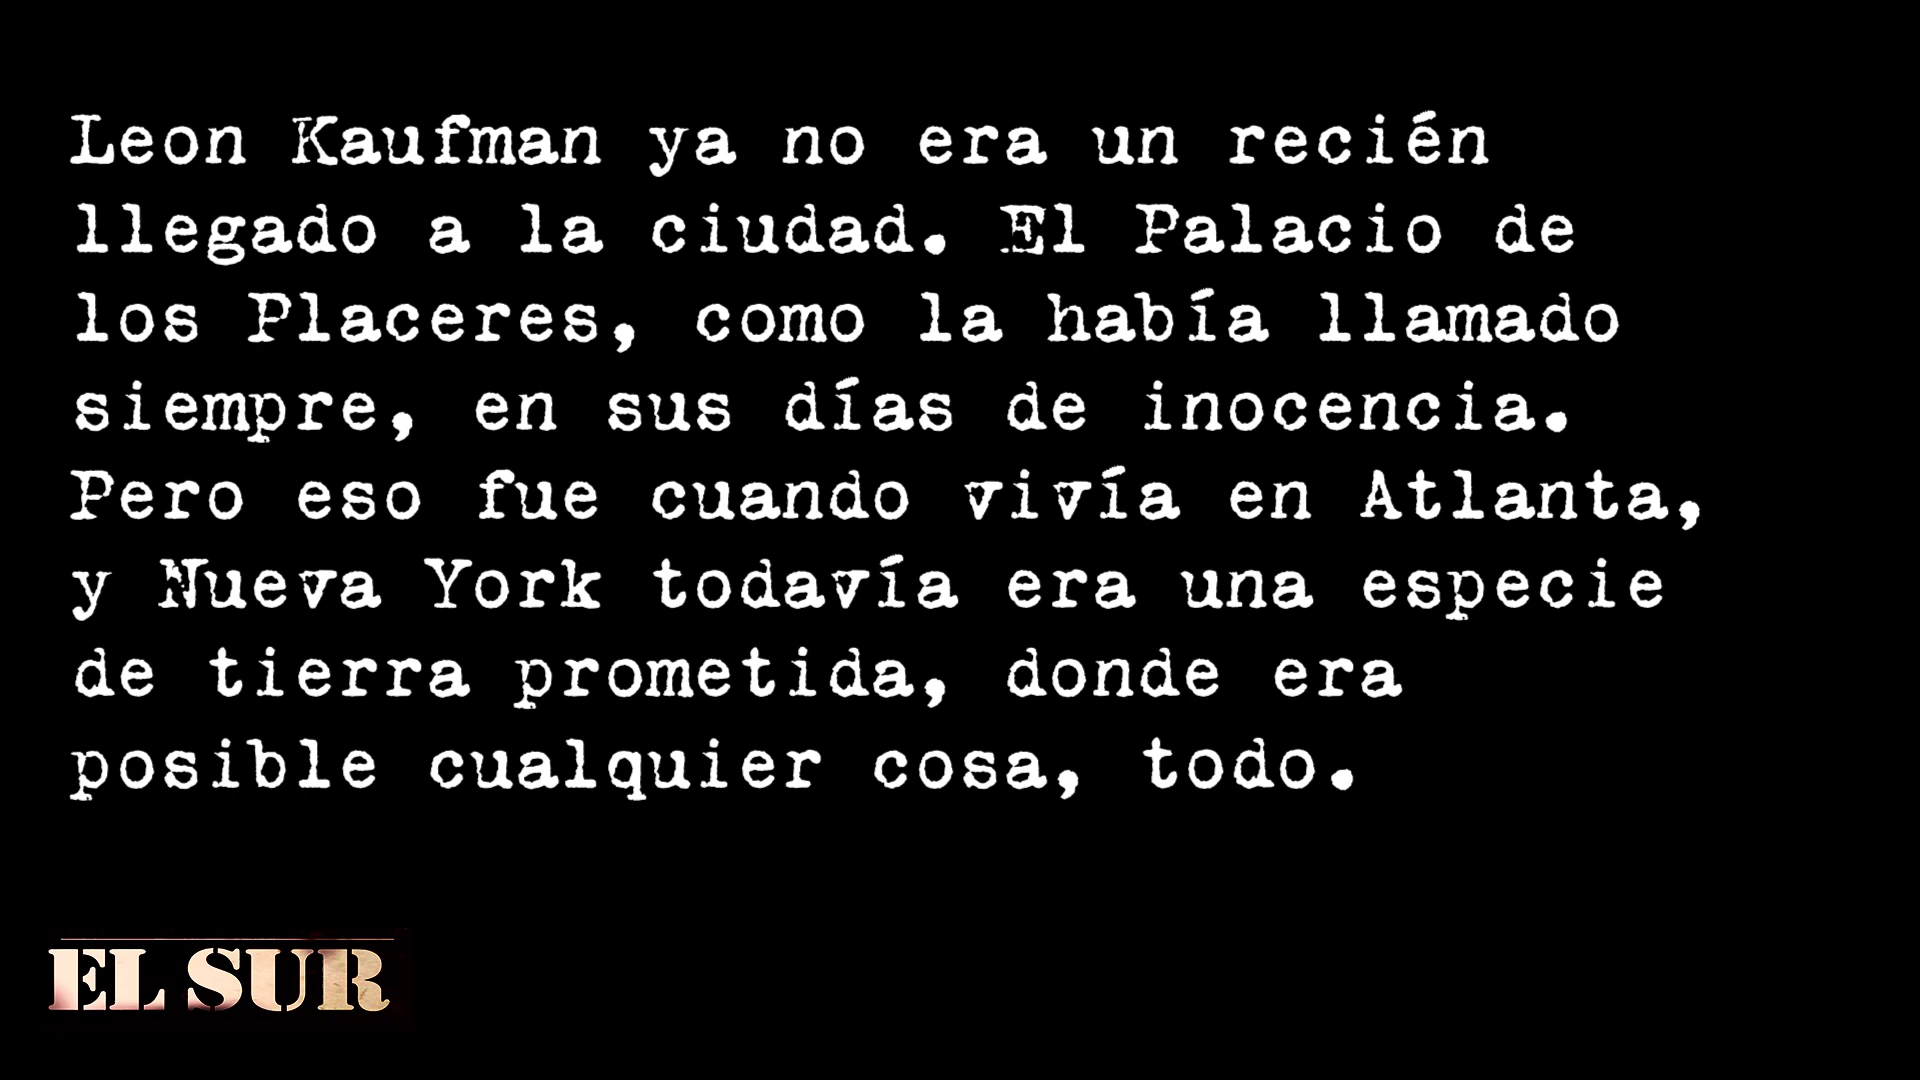 Leon Kaufman ya no era un recién
llegado a la ciudad. El Palacio de
los Placeres, como la había llamado
siempre, en sus días de inocencia.
Pero eso fue cuando vivía en Atlanta,
y Nueva York todavía era una especie
de tierra prometida, donde era
posible cualquier cosa, todo.
EL SUR